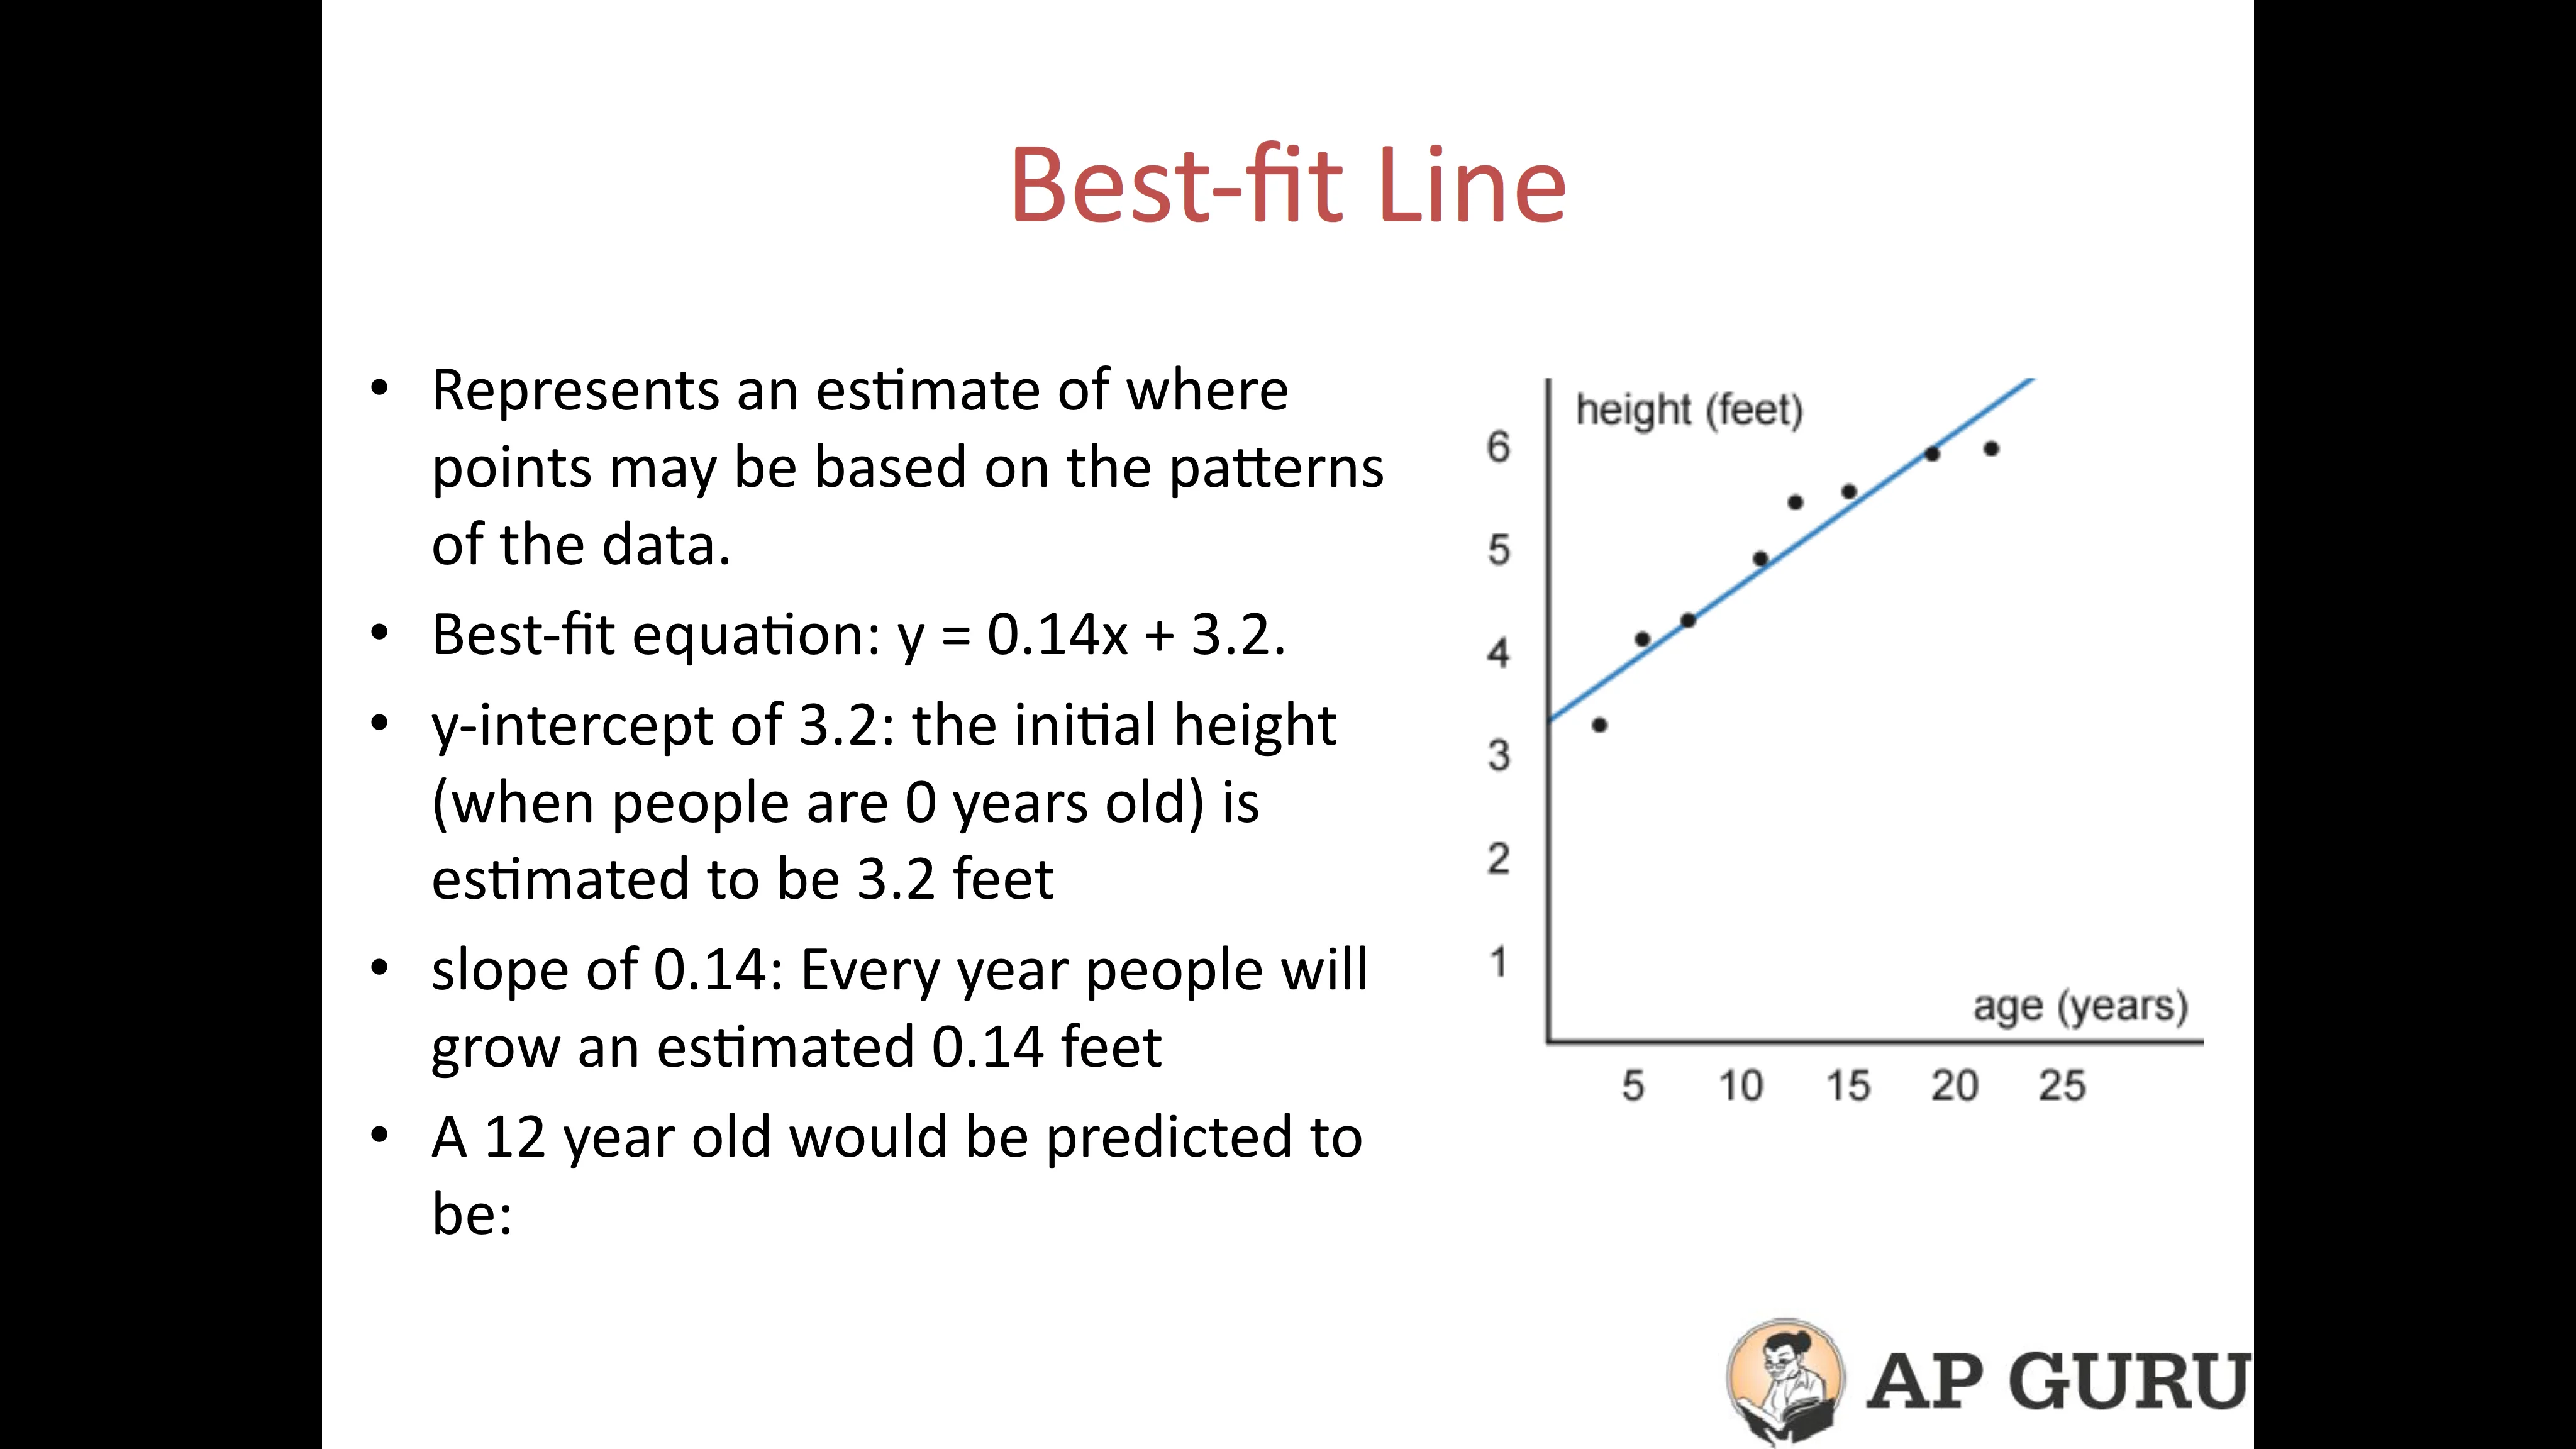 Best-fit Line
• Represents an estimate of where
points may be based on the patterns
of the data.
• Best-fit equation: y = 0.14x + 3.2.
• y-intercept of 3.2: the initial height
(when people are 0 years old) is
estimated to be 3.2 feet
• slope of 0.14: Every year people will
grow an estimated 0.14 feet
• A 12 year old would be predicted to
be:
height (feet)
6
5
4
3
2
1
age (years)
5 10 15 20 25
AP GURU